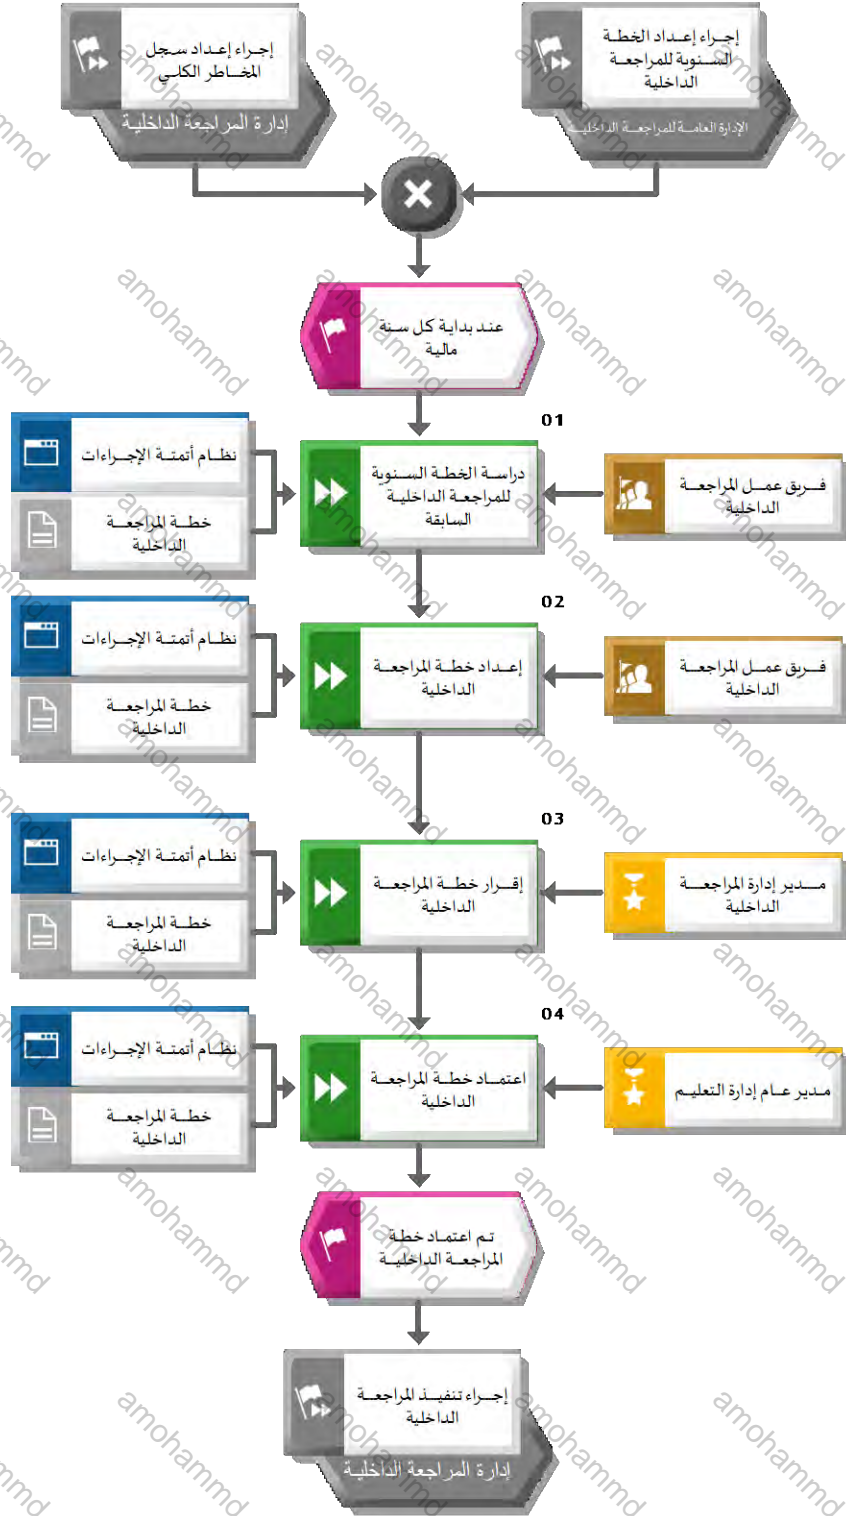 إجراء إعداد الخطة
السنوية للمراجعة
الداخلية
الإدارة العامة للمراجعة الداخلية
إجراء إعداد سجل
المخاطر الكلي
إدارة المراجعة الداخلية
عند بداية كل سنة
مالية
01
فريق عمل المراجعة
الداخلية
دراسة الخطة السنوية
للمراجعة الداخلية
السابقة
نظام أتمتة الإجراءات
خطة المراجعة
الداخلية
02
فريق عمل المراجعة
الداخلية
إعداد خطة المراجعة
الداخلية
نظام أتمتة الإجراءات
خطة المراجعة
الداخلية
03
مدير إدارة المراجعة
الداخلية
إقرار خطة المراجعة
الداخلية
نظام أتمتة الإجراءات
خطة المراجعة
الداخلية
04
مدير عام إدارة التعليم
اعتماد خطة المراجعة
الداخلية
نظام أتمتة الإجراءات
خطة المراجعة
الداخلية
تم اعتماد خطة
المراجعة الداخلية
إجراء تنفيذ المراجعة
الداخلية
إدارة المراجعة الداخلية
amohammd